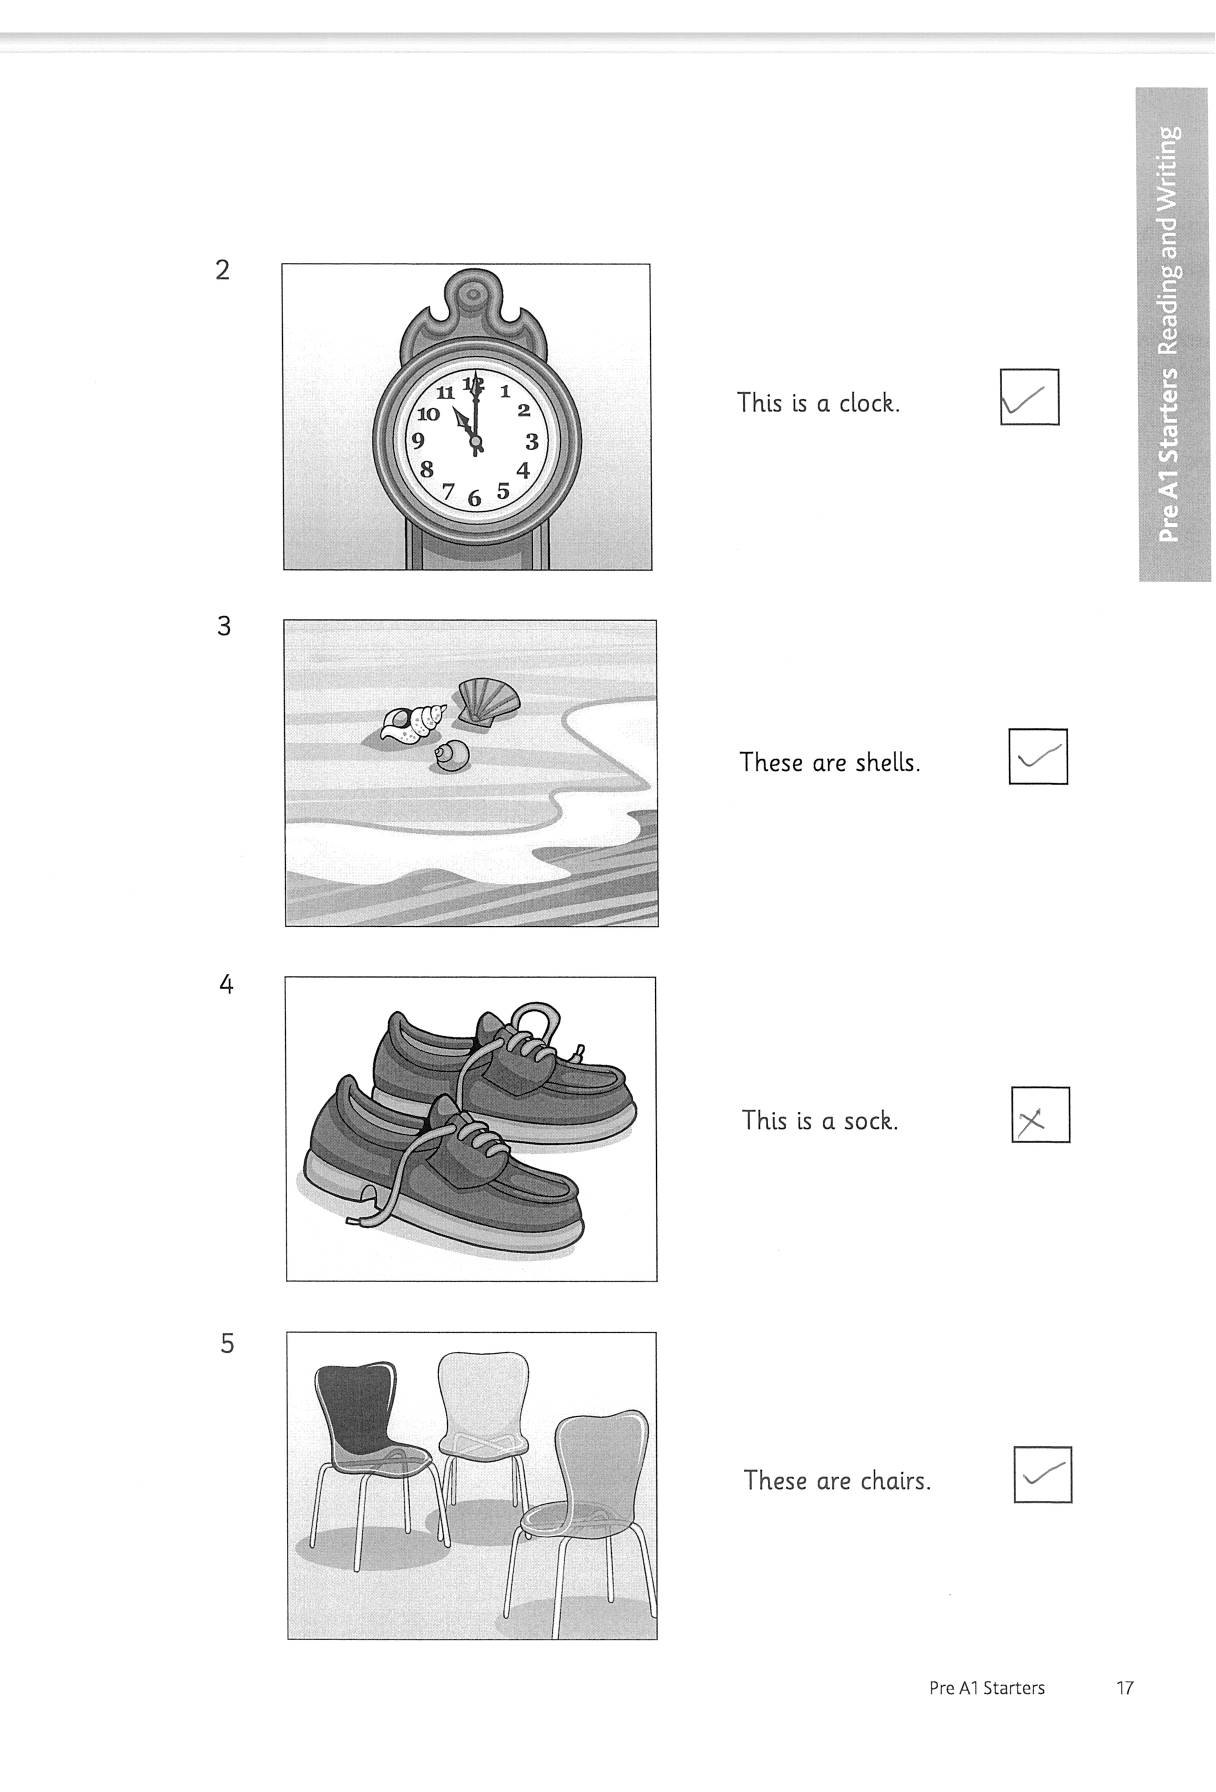 Pre A1 Starters Reading and Writing
2
12
11
1
10
2
9
3
8
4
7
6
5
This is a clock.
3
These are shells.
4
This is a sock.
5
These are chairs.
Pre A1 Starters 17